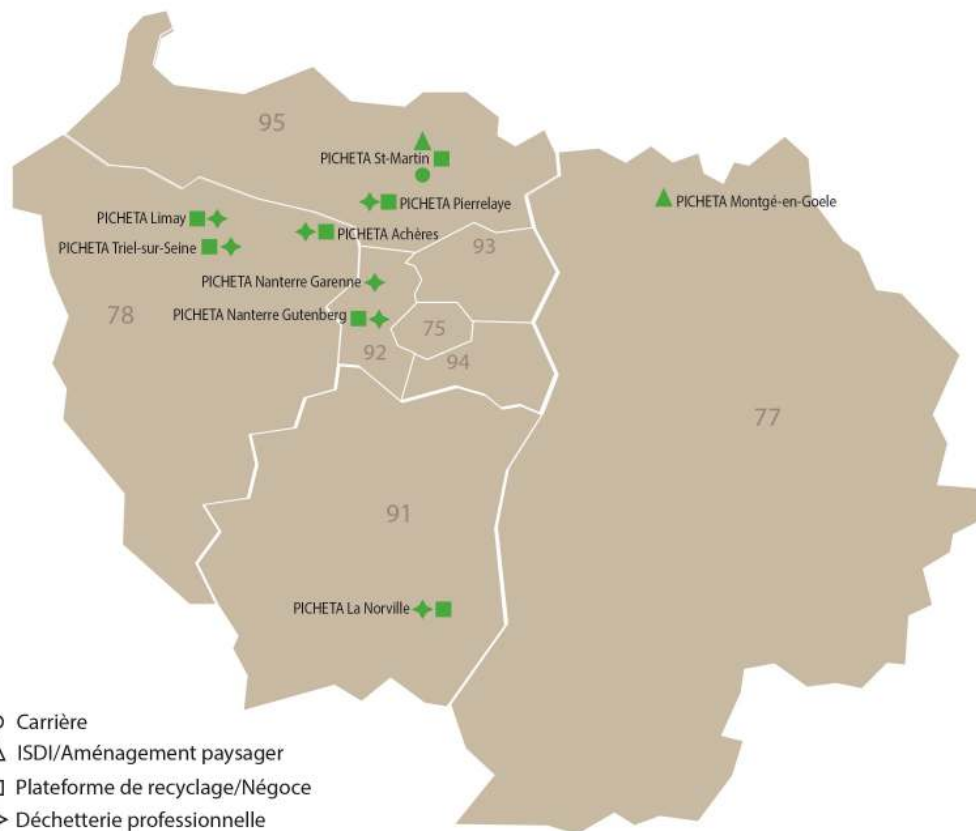 95
PICHETA St-Martin
PICHETA Pierrelaye
PICHETA Montgé-en-Goele
PICHETA Limay
PICHETA Achères
PICHETA Triel-sur-Seine
93
PICHETA Nanterre Garenne
78
PICHETA Nanterre Gutenberg
75
92
94
77
91
PICHETA La Norville
Carrière
ISDI/Aménagement paysager
Plateforme de recyclage/Négoce
Déchetterie professionnelle